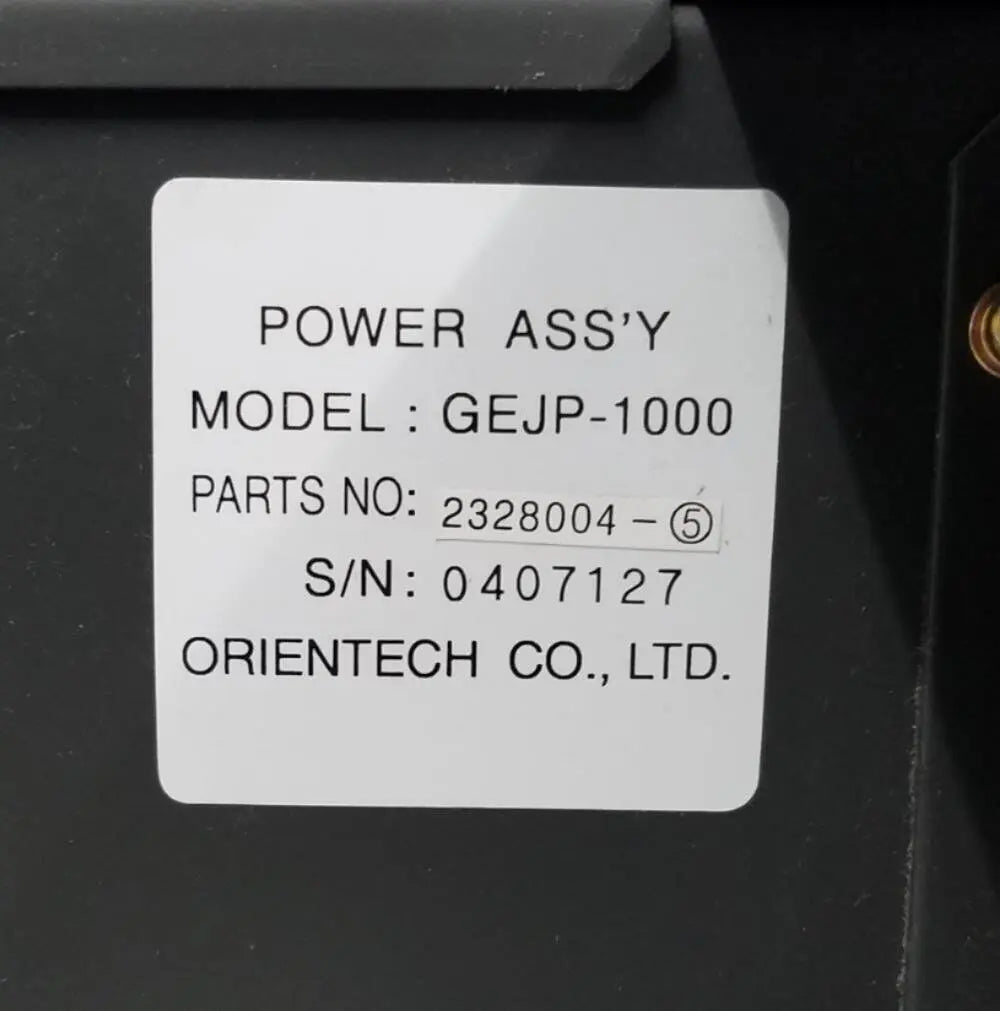 POWER ASS'Y
MODEL : GEJP-1000
PARTS NO: 2328004-⑤
S/N: 0407127
ORIENTECH CO., LTD.